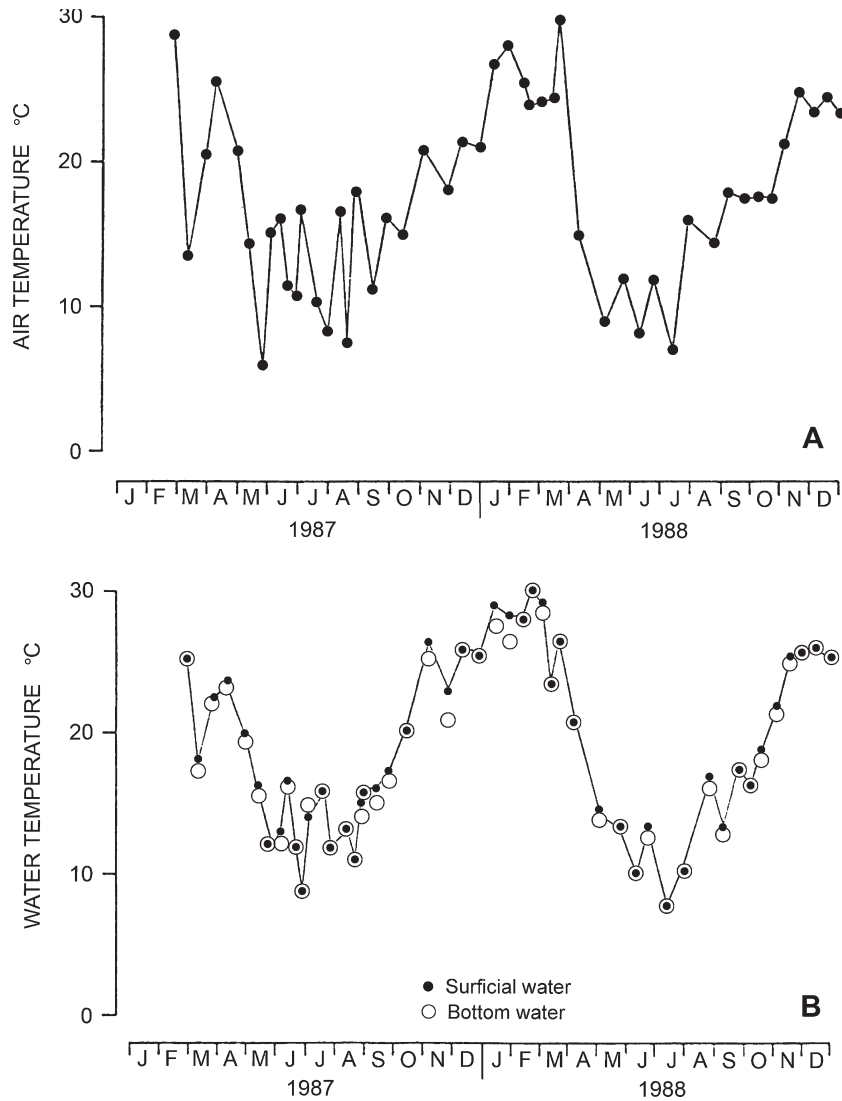 30
20
10
0
AIR TEMPERATURE °C
A
J F M A M J J A S O N D J F M A M J J A S O N D
1987 1988
30
20
10
0
WATER TEMPERATURE °C
Surficial water
Bottom water
B
J F M A M J J A S O N D J F M A M J J A S O N D
1987 1988